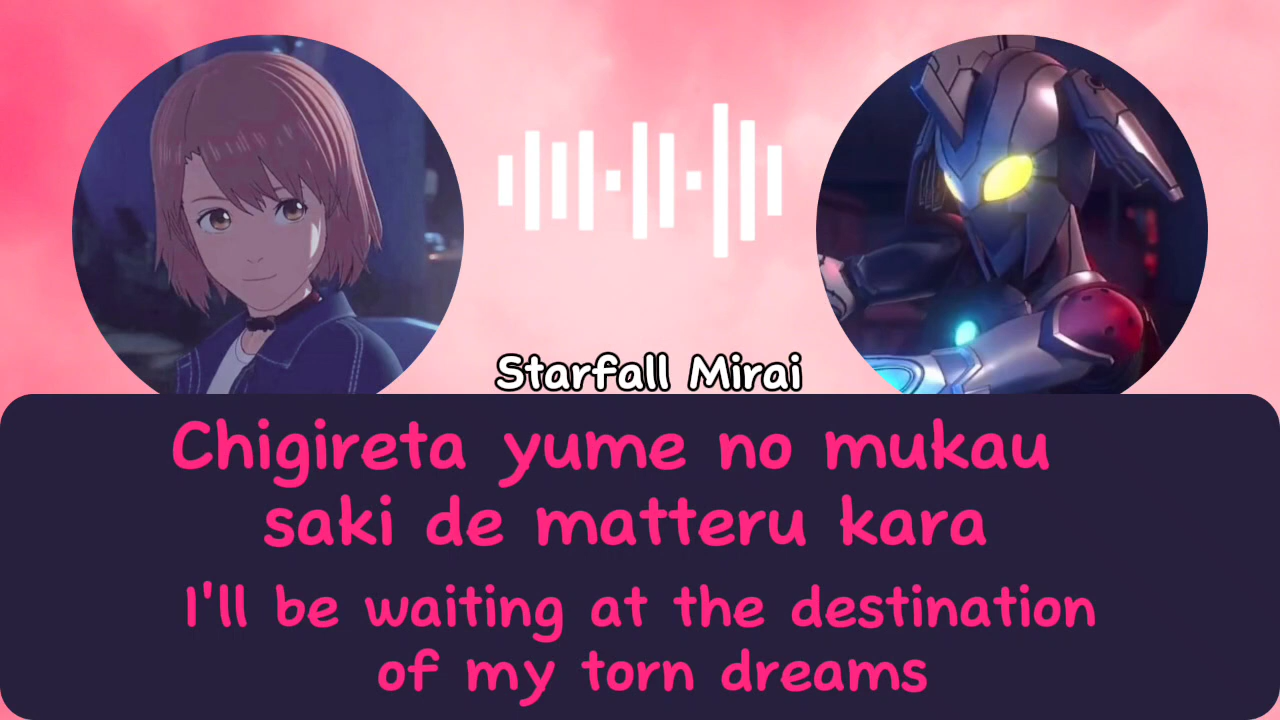 Starfall Mirai
Chigireta yume no mukau
saki de matteru kara
I'll be waiting at the destination
of my torn dreams